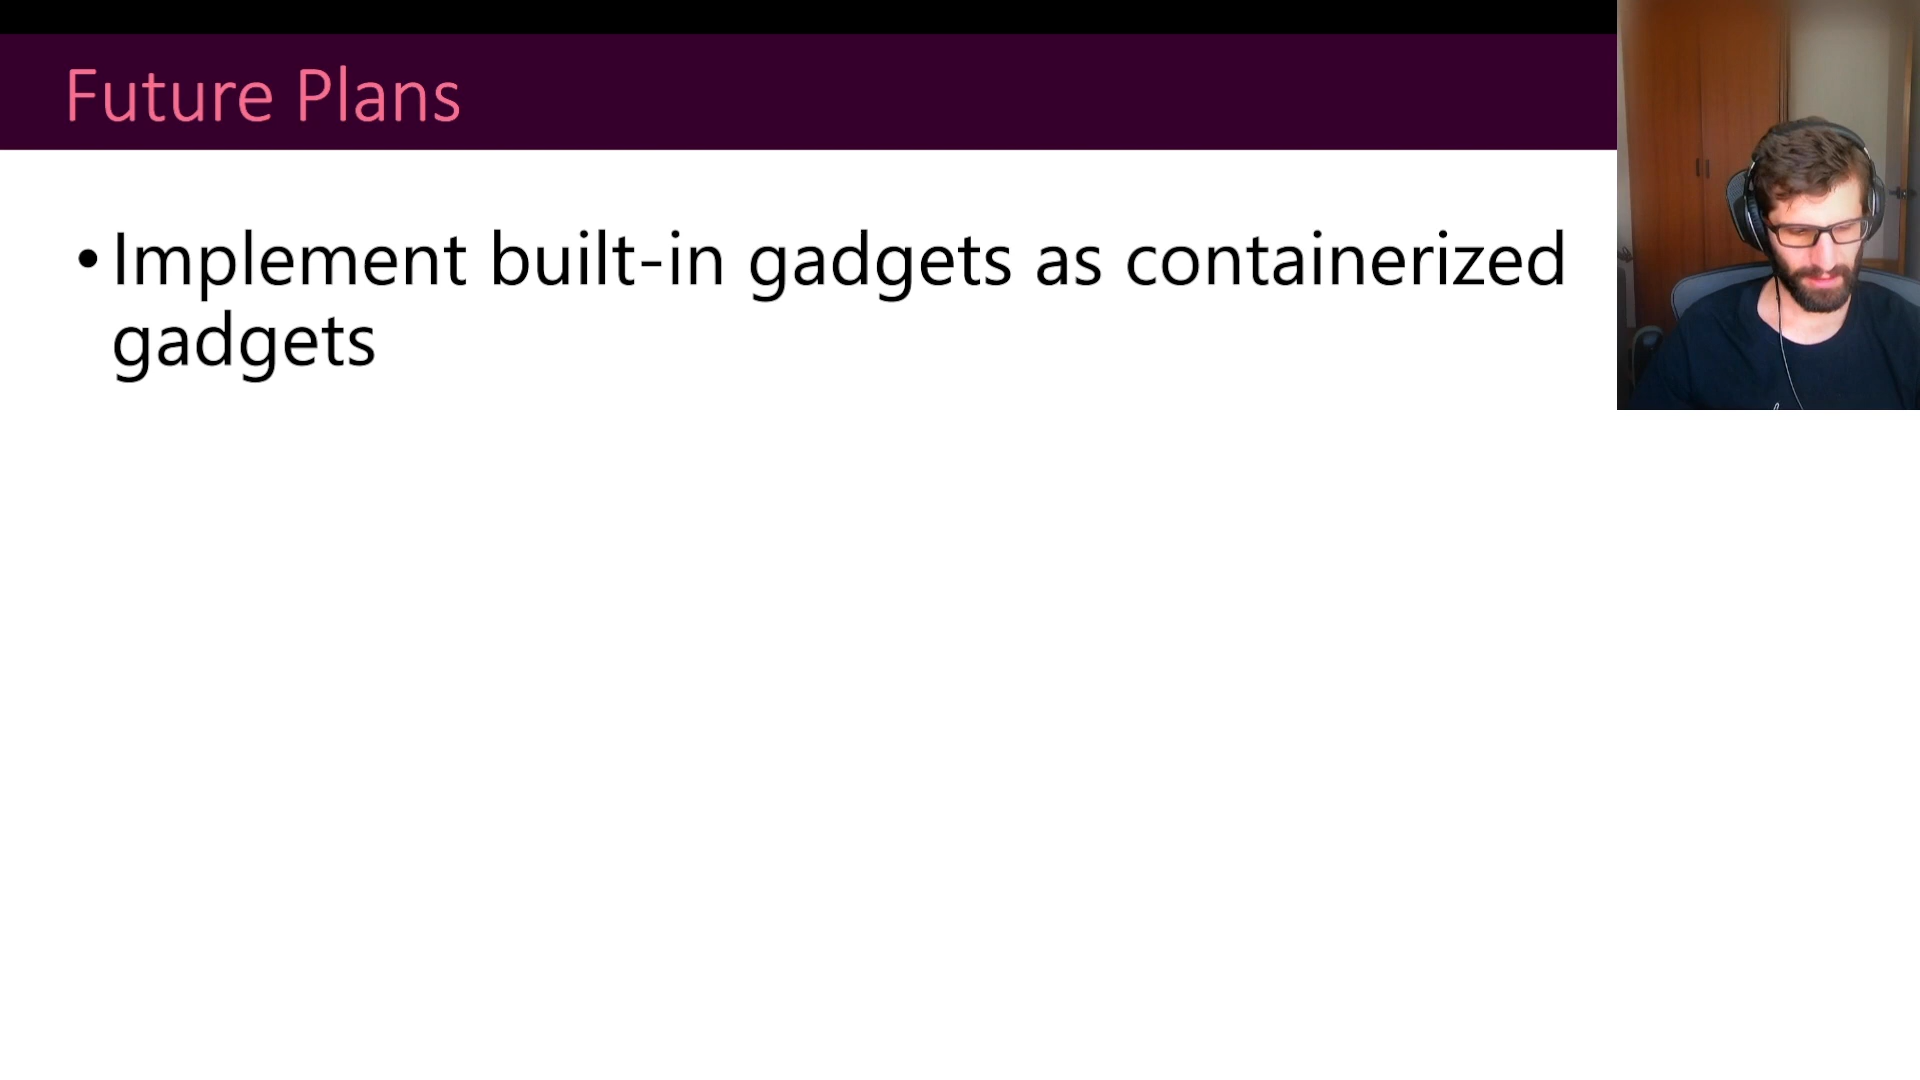 Future Plans
•Implement built-in gadgets as containerized
gadgets